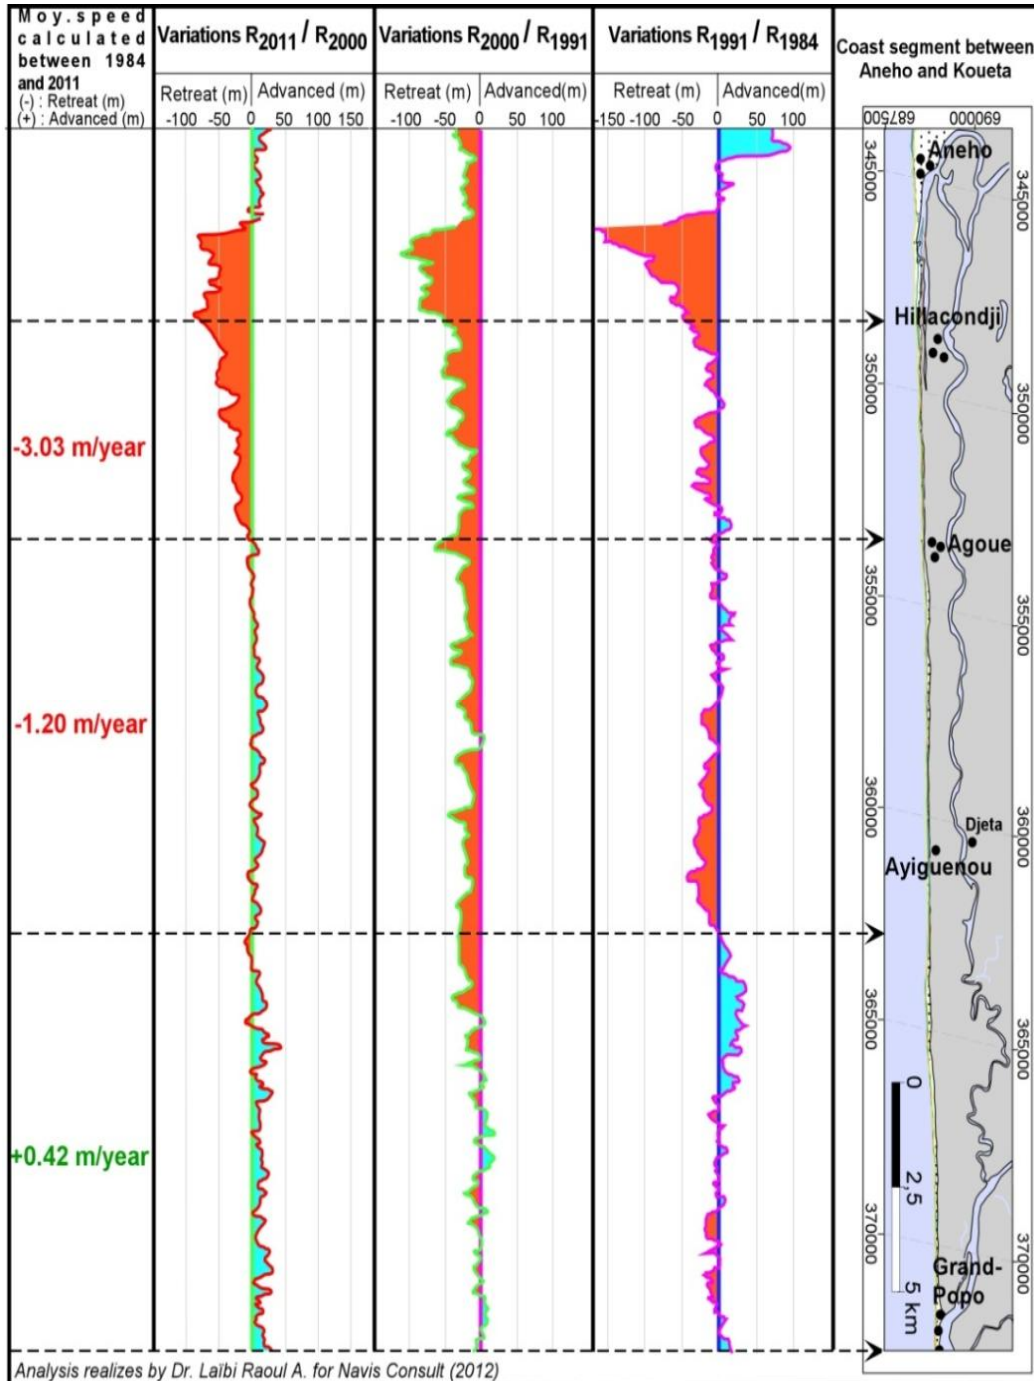 Moy. speed
calculated
between 1984
and 2011
(-) : Retreat (m)
(+) : Advanced (m)
Variations R2011 / R2000
Retreat (m) Advanced (m)
-100 -50 0 50 100 150
Variations R2000 / R1991
Retreat (m) Advanced(m)
-100 -50 0 50 100
Variations R1991 / R1984
Retreat (m) Advanced (m)
-150 -100 -50 0 50 100
Coast segment between
Aneho and Koueta
687500
690000
345000
345000
350000
350000
355000
355000
360000
360000
365000
365000
370000
370000
Aneho
Hillacondji
Agoue
Djeta
Ayiguenou
Grand-
Popo
0 2,5 5 km
-3.03 m/year
-1.20 m/year
+0.42 m/year
Analysis realizes by Dr. Laïbi Raoul A. for Navis Consult (2012)